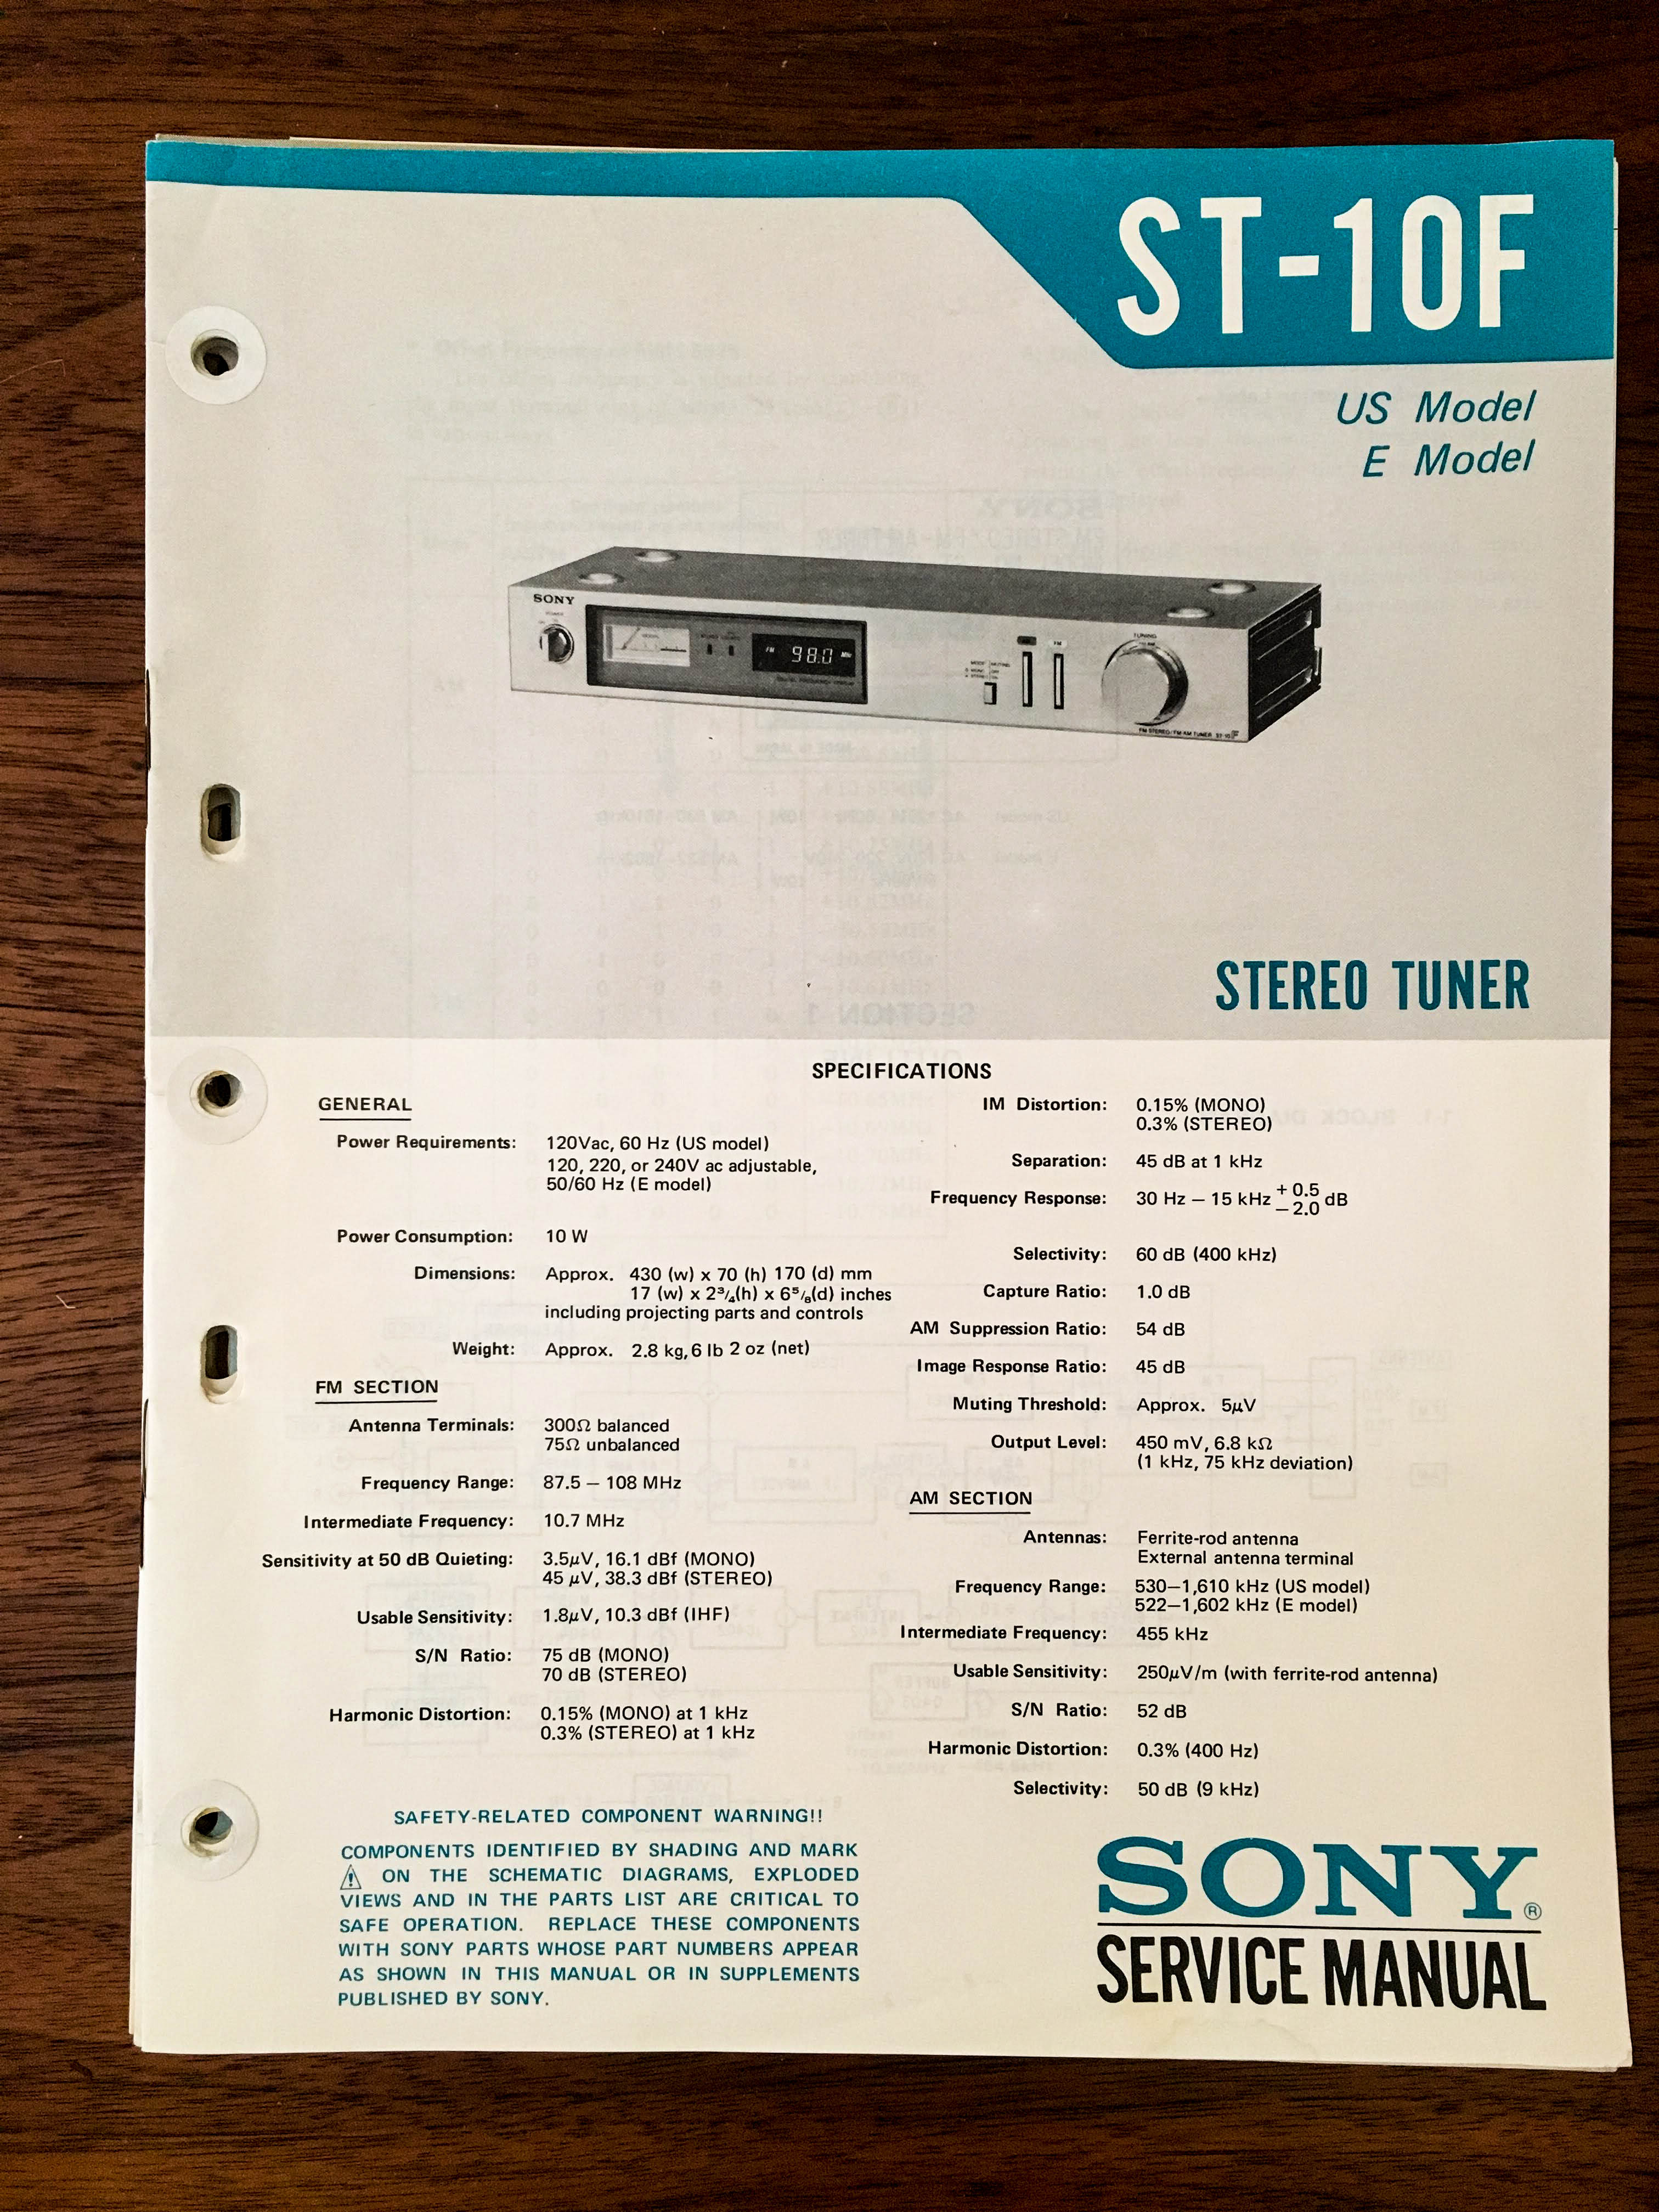 ST-10F
US Model
E Model
SONY
POWER
TUNING
FM
98.0
MHz
FM
MODE
MUTING
FM STEREO/FM-AM TUNER ST-10F
STEREO TUNER
SPECIFICATIONS
GENERAL
Power Requirements: 120Vac, 60 Hz (US model)
120, 220, or 240V ac adjustable,
50/60 Hz (E model)
Power Consumption: 10 W
Dimensions: Approx. 430 (w) x 70 (h) 170 (d) mm
17 (w) x 2³/₄(h) x 6⁵/₈(d) inches
including projecting parts and controls
Weight: Approx. 2.8 kg, 6 lb 2 oz (net)
FM SECTION
Antenna Terminals: 300Ω balanced
75Ω unbalanced
Frequency Range: 87.5 – 108 MHz
Intermediate Frequency: 10.7 MHz
Sensitivity at 50 dB Quieting: 3.5μV, 16.1 dBf (MONO)
45 μV, 38.3 dBf (STEREO)
Usable Sensitivity: 1.8μV, 10.3 dBf (IHF)
S/N Ratio: 75 dB (MONO)
70 dB (STEREO)
Harmonic Distortion: 0.15% (MONO) at 1 kHz
0.3% (STEREO) at 1 kHz
IM Distortion: 0.15% (MONO)
0.3% (STEREO)
Separation: 45 dB at 1 kHz
Frequency Response: 30 Hz – 15 kHz + 0.5 – 2.0 dB
Selectivity: 60 dB (400 kHz)
Capture Ratio: 1.0 dB
AM Suppression Ratio: 54 dB
Image Response Ratio: 45 dB
Muting Threshold: Approx. 5μV
Output Level: 450 mV, 6.8 kΩ
(1 kHz, 75 kHz deviation)
AM SECTION
Antennas: Ferrite-rod antenna
External antenna terminal
Frequency Range: 530–1,610 kHz (US model)
522–1,602 kHz (E model)
Intermediate Frequency: 455 kHz
Usable Sensitivity: 250μV/m (with ferrite-rod antenna)
S/N Ratio: 52 dB
Harmonic Distortion: 0.3% (400 Hz)
Selectivity: 50 dB (9 kHz)
SAFETY-RELATED COMPONENT WARNING!!
COMPONENTS IDENTIFIED BY SHADING AND MARK
⚠ ON THE SCHEMATIC DIAGRAMS, EXPLODED
VIEWS AND IN THE PARTS LIST ARE CRITICAL TO
SAFE OPERATION. REPLACE THESE COMPONENTS
WITH SONY PARTS WHOSE PART NUMBERS APPEAR
AS SHOWN IN THIS MANUAL OR IN SUPPLEMENTS
PUBLISHED BY SONY.
SONY®
SERVICE MANUAL